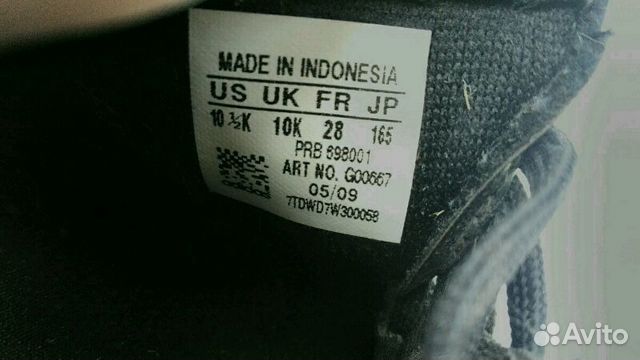 MADE IN INDONESIA
US UK FR JP
10 ½K 10K 28 165
PRB 698001
ART NO. G00667
05/09
7TDWD7W300058
Avito